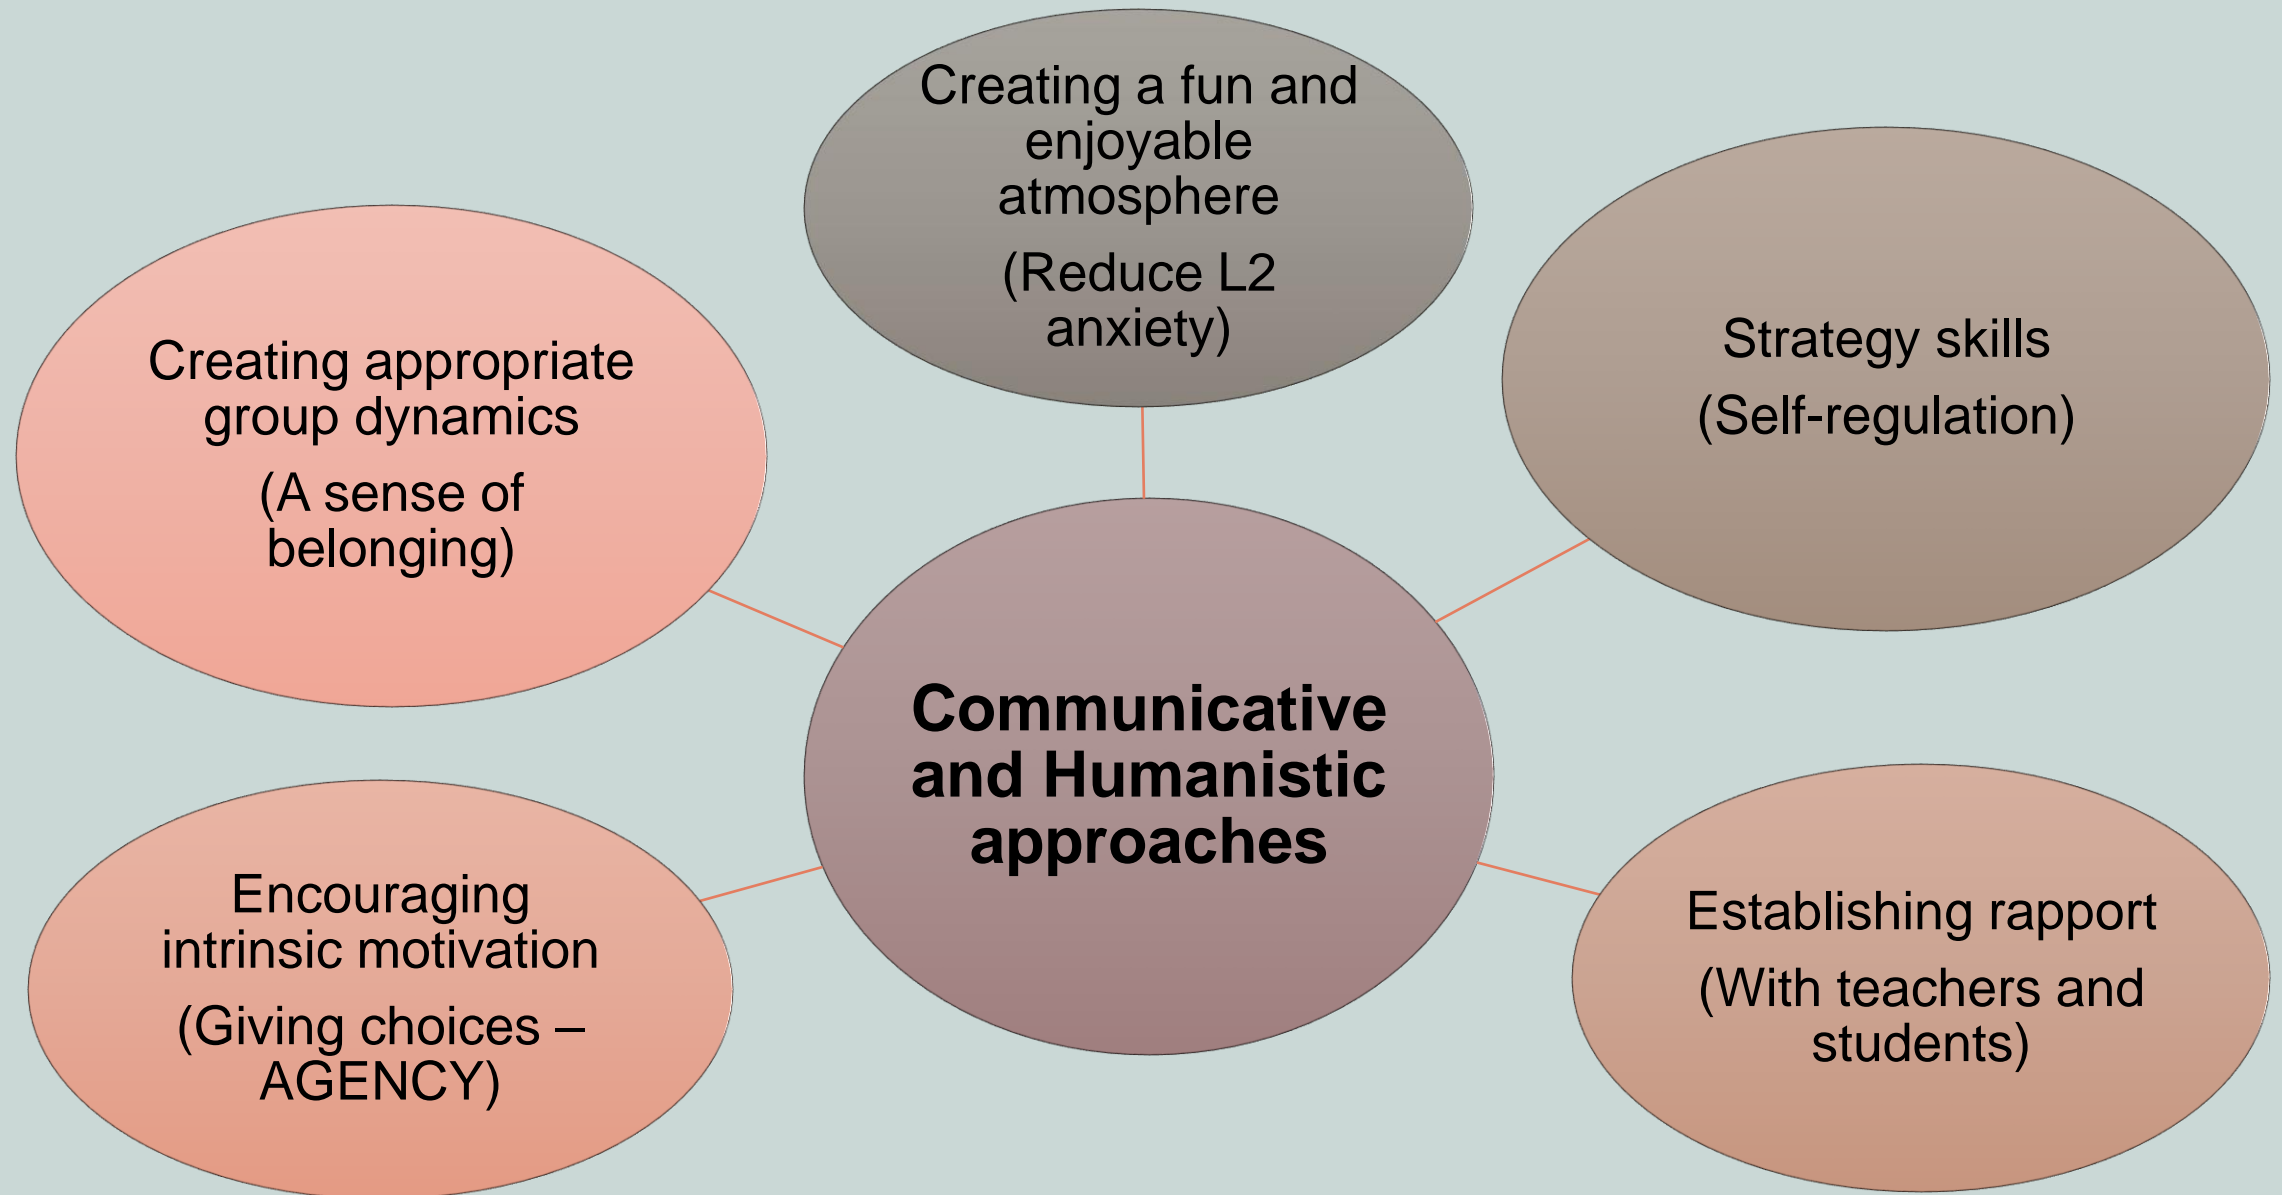 Creating a fun and
enjoyable
atmosphere
(Reduce L2
anxiety)
Creating appropriate
group dynamics
(A sense of
belonging)
Strategy skills
(Self-regulation)
Communicative
and Humanistic
approaches
Encouraging
intrinsic motivation
(Giving choices –
AGENCY)
Establishing rapport
(With teachers and
students)